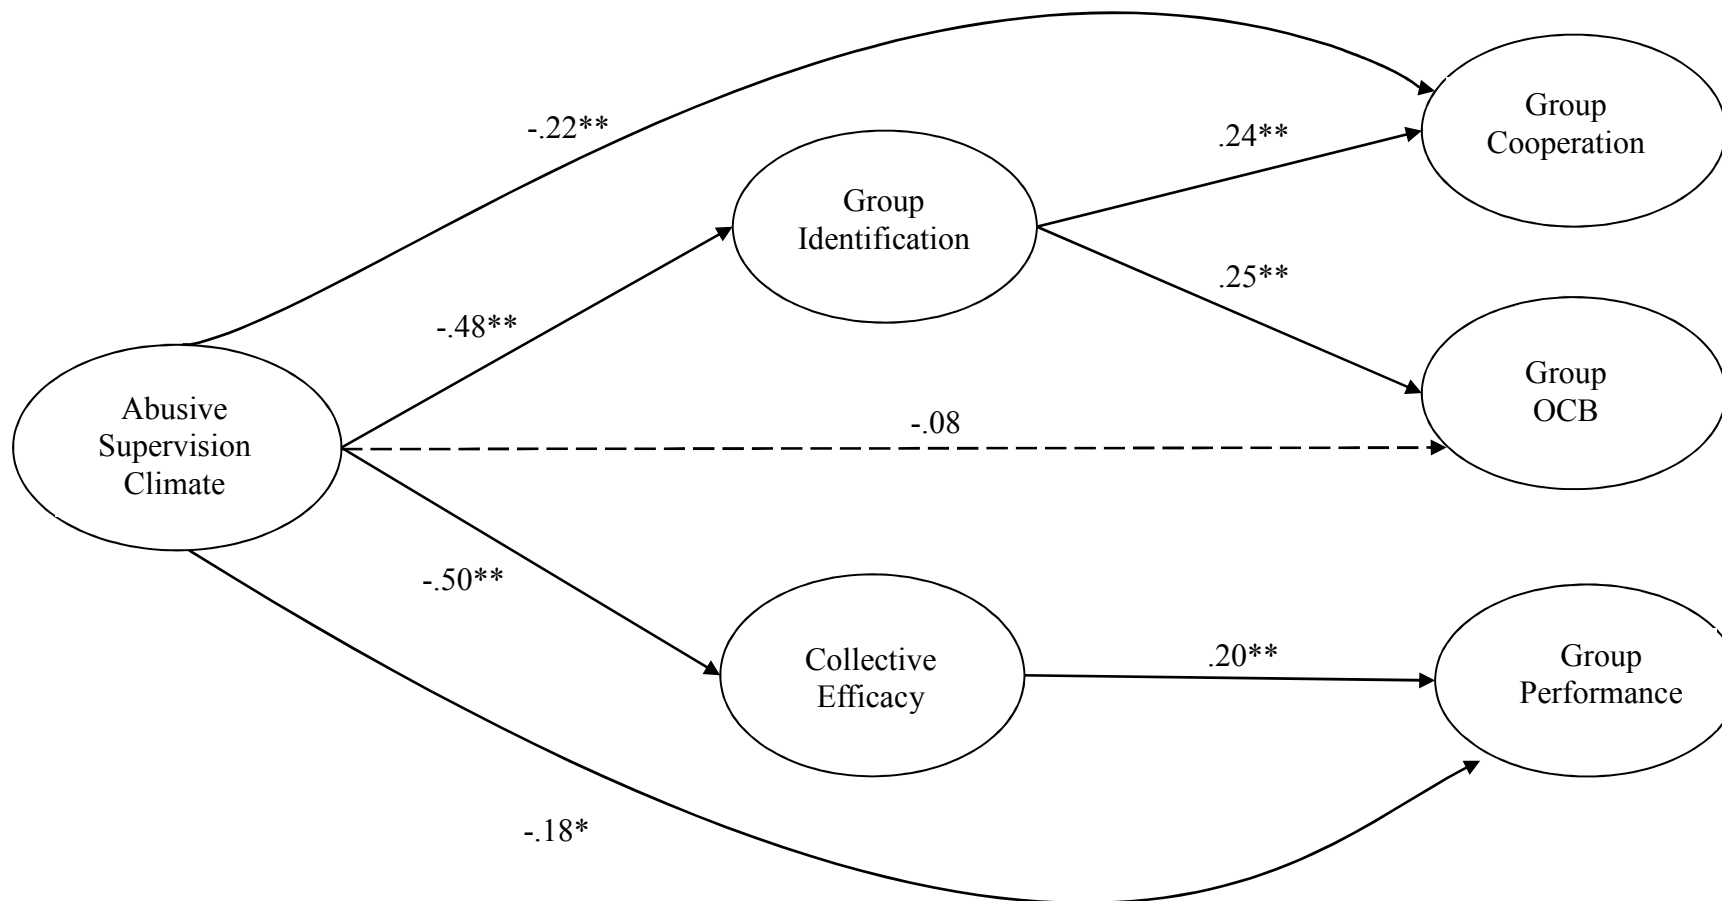 Group
Cooperation
-.22**
.24**
Group
Identification
.25**
-.48**
Group
OCB
Abusive
Supervision
Climate
-.08
-.50**
Collective
Efficacy
.20**
Group
Performance
-.18*